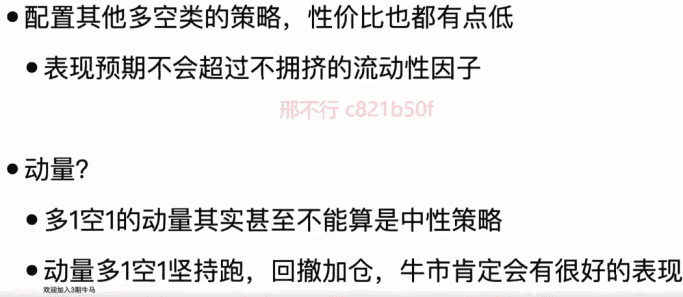 •配置其他多空类的策略，性价比也都有点低
•表现预期不会超过不拥挤的流动性因子
邢不行 c821b50f
•动量？
•多1空1的动量其实甚至不能算是中性策略
•动量多1空1坚持跑，回撤加仓，牛市肯定会有很好的表现
欢迎加入3期牛马